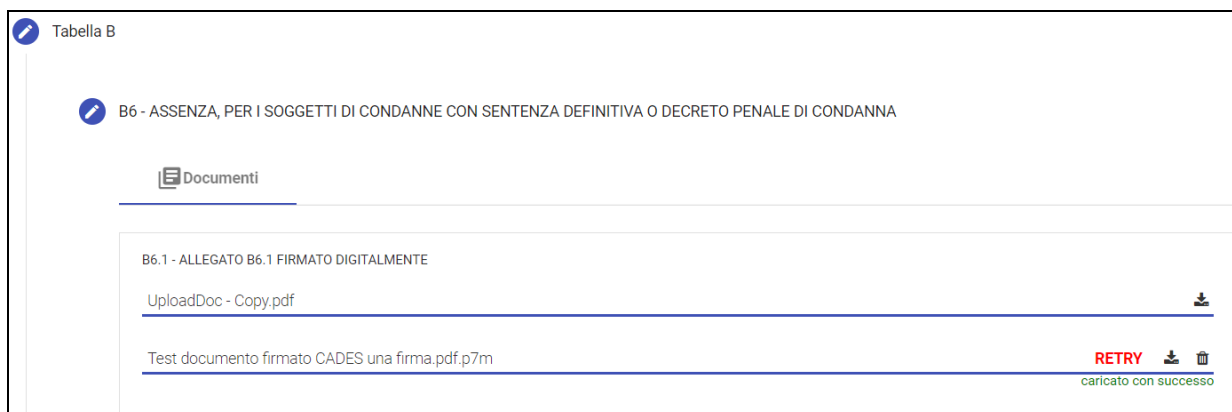 Tabella B
B6 - ASSENZA, PER I SOGGETTI DI CONDANNE CON SENTENZA DEFINITIVA O DECRETO PENALE DI CONDANNA
Documenti
B6.1 - ALLEGATO B6.1 FIRMATO DIGITALMENTE
UploadDoc - Copy.pdf
Test documento firmato CADES una firma.pdf.p7m RETRY
caricato con successo